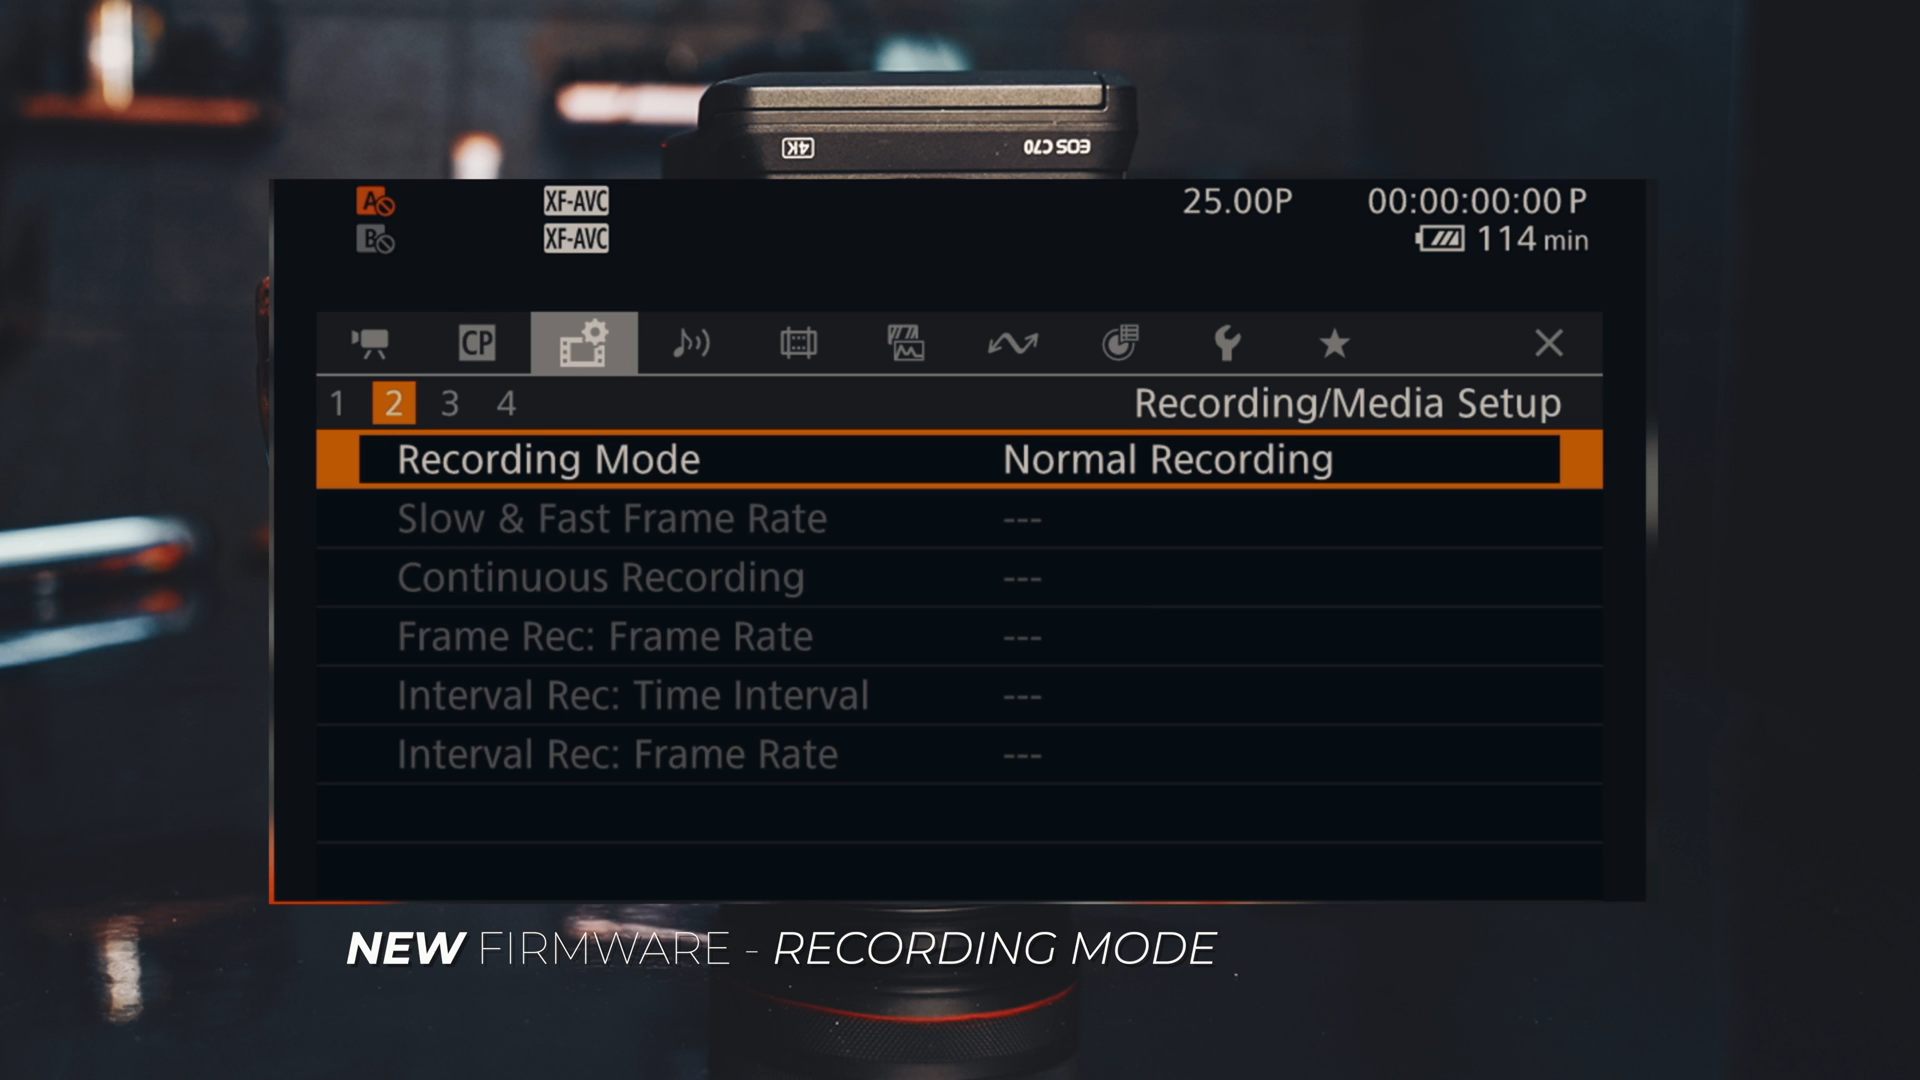 4K EOS C70
A XF-AVC 25.00P 00:00:00:00 P
B XF-AVC 114 min
CP
1 2 3 4 Recording/Media Setup
Recording Mode Normal Recording
Slow & Fast Frame Rate ---
Continuous Recording ---
Frame Rec: Frame Rate ---
Interval Rec: Time Interval ---
Interval Rec: Frame Rate ---
NEW FIRMWARE - RECORDING MODE